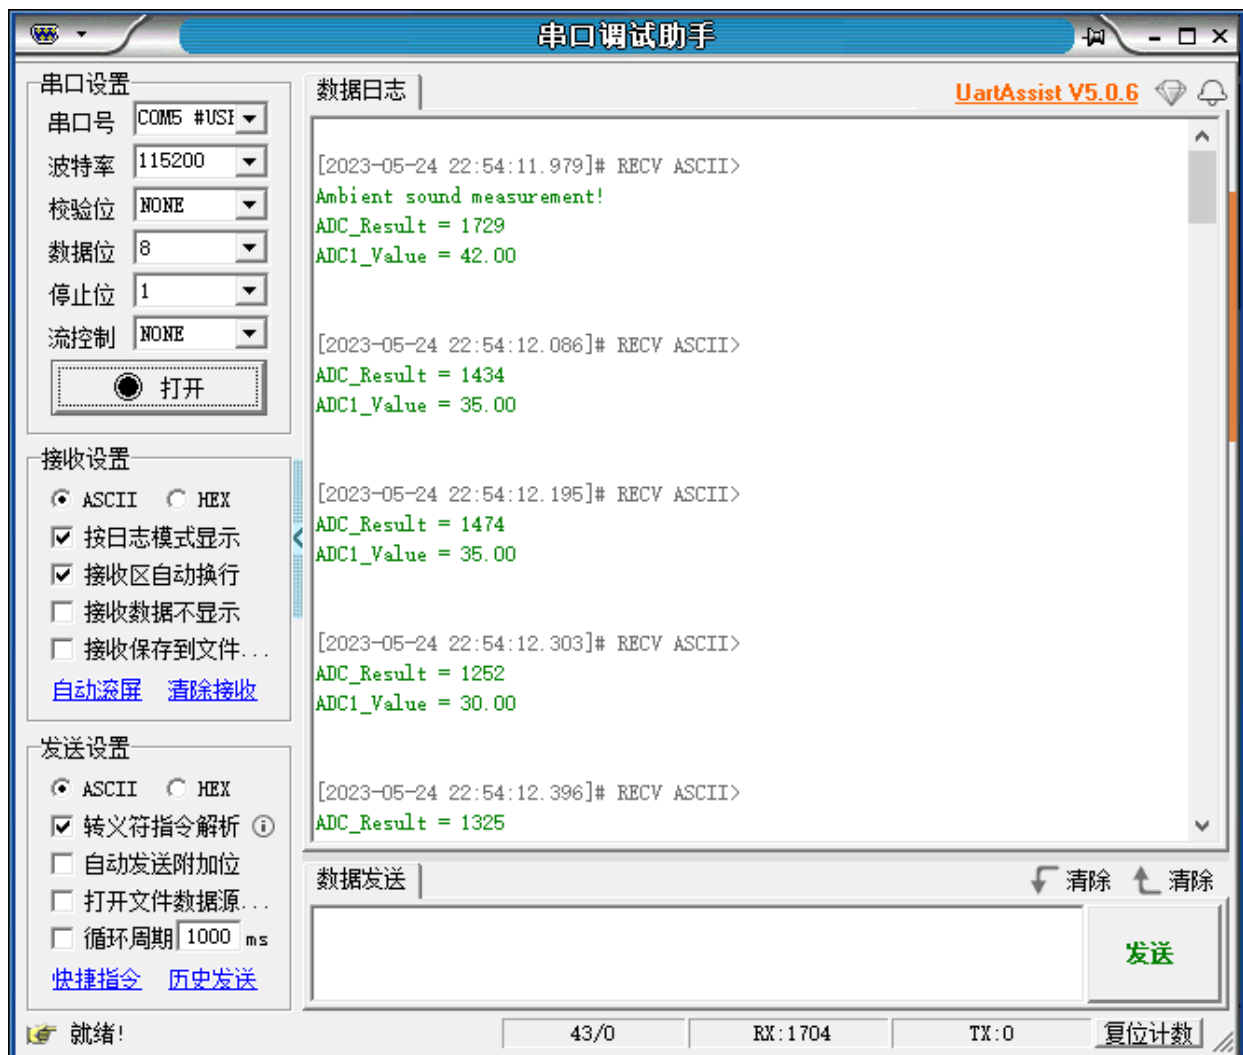 串口调试助手
串口设置
串口号 COM5 #USI
波特率 115200
校验位 NONE
数据位 8
停止位 1
流控制 NONE
打开
接收设置
ASCII HEX
按日志模式显示
接收区自动换行
接收数据不显示
接收保存到文件...
自动滚屏 清除接收
发送设置
ASCII HEX
转义符指令解析
自动发送附加位
打开文件数据源...
循环周期 1000 ms
快捷指令 历史发送
数据日志
UartAssist V5.0.6
[2023-05-24 22:54:11.979]# RECV ASCII>
Ambient sound measurement!
ADC_Result = 1729
ADC1_Value = 42.00
[2023-05-24 22:54:12.086]# RECV ASCII>
ADC_Result = 1434
ADC1_Value = 35.00
[2023-05-24 22:54:12.195]# RECV ASCII>
ADC_Result = 1474
ADC1_Value = 35.00
[2023-05-24 22:54:12.303]# RECV ASCII>
ADC_Result = 1252
ADC1_Value = 30.00
[2023-05-24 22:54:12.396]# RECV ASCII>
ADC_Result = 1325
数据发送
清除 清除
发送
就绪! 43/0 RX:1704 TX:0 复位计数